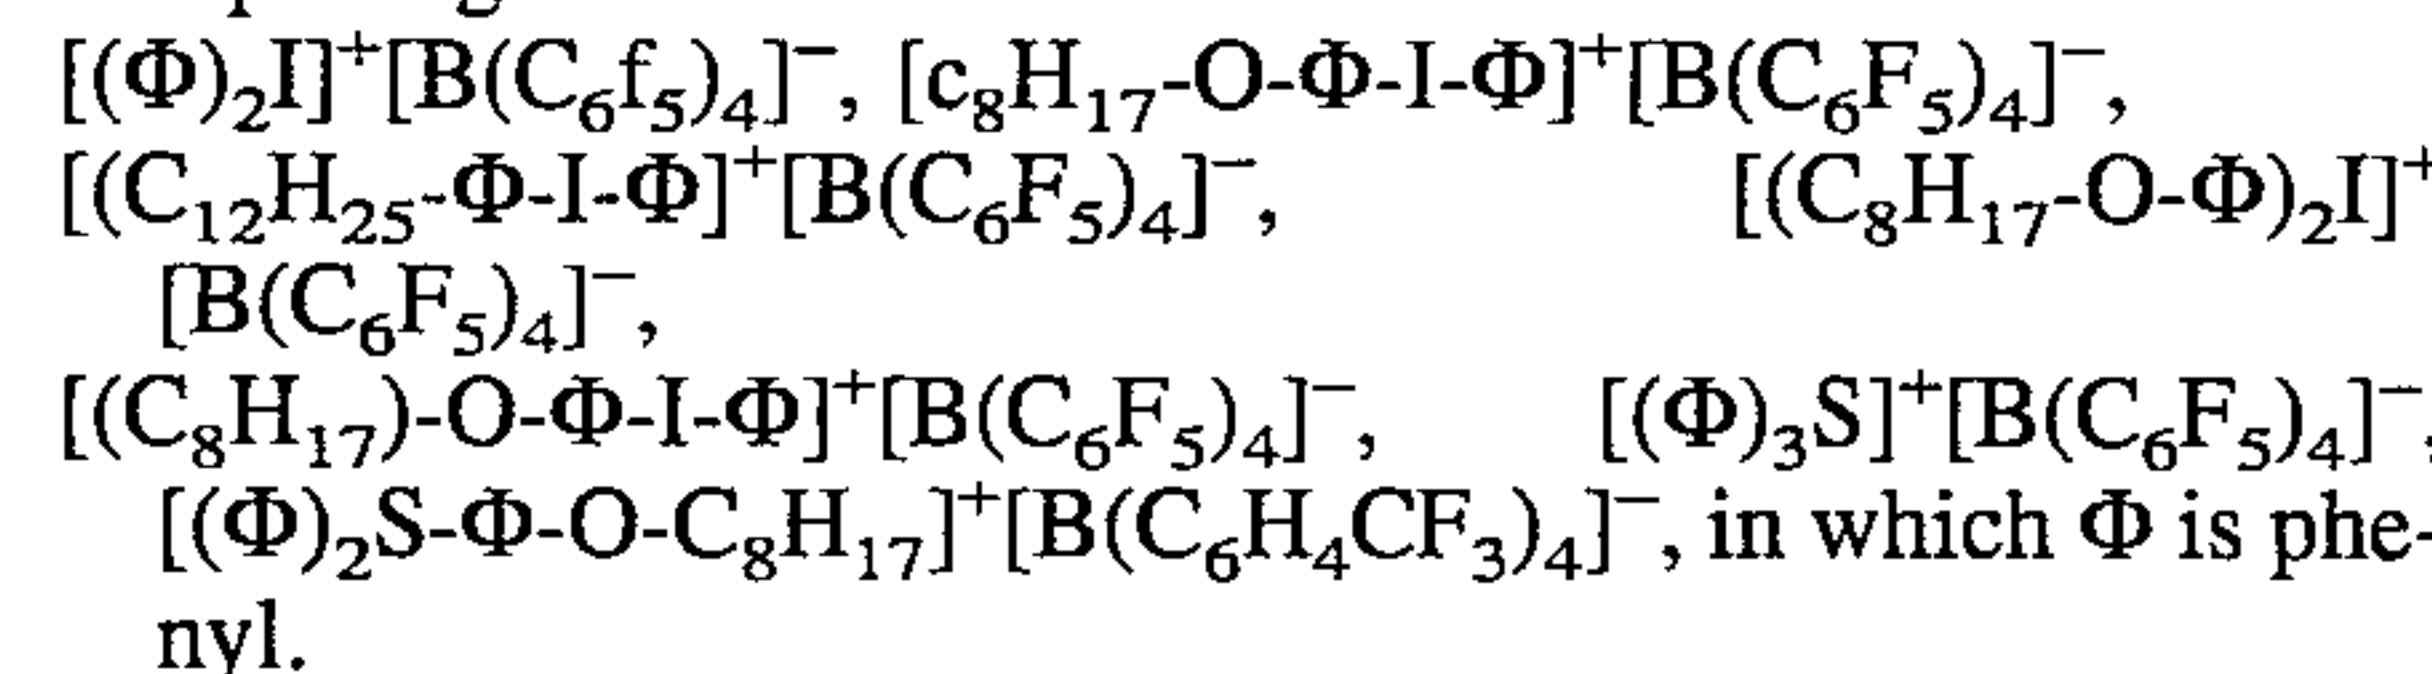 [(Φ)₂I]⁺[B(C₆f₅)₄]⁻, [c₈H₁₇-O-Φ-I-Φ]⁺[B(C₆F₅)₄]⁻,
[(C₁₂H₂₅-Φ-I-Φ]⁺[B(C₆F₅)₄]⁻, [(C₈H₁₇-O-Φ)₂I]⁺
[B(C₆F₅)₄]⁻,
[(C₈H₁₇)-O-Φ-I-Φ]⁺[B(C₆F₅)₄]⁻, [(Φ)₃S]⁺[B(C₆F₅)₄]⁻,
[(Φ)₂S-Φ-O-C₈H₁₇]⁺[B(C₆H₄CF₃)₄]⁻, in which Φ is phe-
nyl.